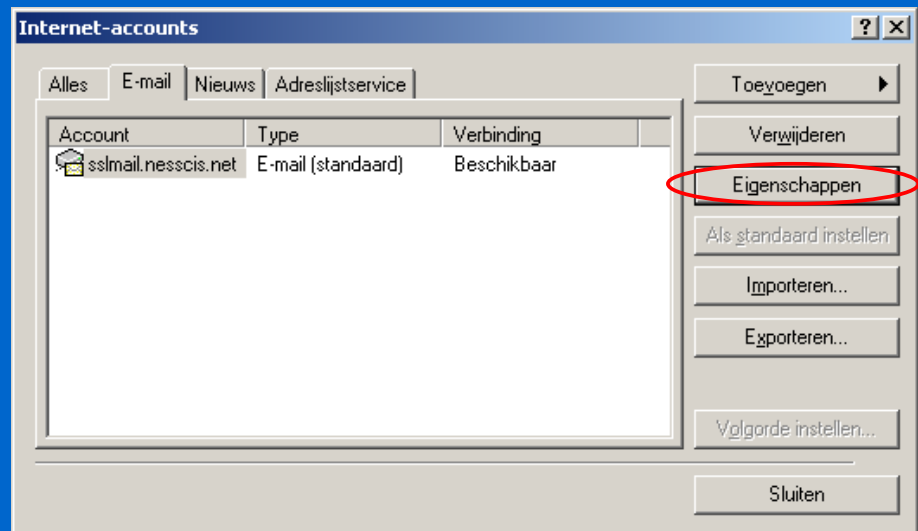 Internet-accounts
Alles E-mail Nieuws Adreslijstservice
Account Type Verbinding
sslmail.nesscis.net E-mail (standaard) Beschikbaar
Toevoegen
Verwijderen
Eigenschappen
Als standaard instellen
Importeren...
Exporteren...
Volgorde instellen...
Sluiten